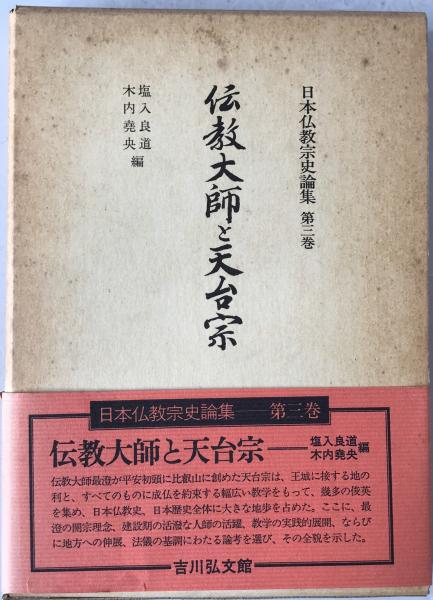 日本仏教宗史論集 第三巻
伝教大師と天台宗
塩入良道
木内堯央 編
日本仏教宗史論集 第三巻
伝教大師と天台宗──塩入良道
木内堯央編
伝教大師最澄が平安初頭に比叡山に創めた天台宗は、王城に接する地の
利と、すべてのものに成仏を約束する幅広い教学をもって、幾多の俊英
を集め、日本仏教史、日本歴史全体に大きな地歩を占めた。ここに、最
澄の開宗理念、建設期の活潑な人師の活躍、教学の実践的展開、ならび
に地方への伸展、法儀の基調にわたる論考を選び、その全貌を示した。
吉川弘文館